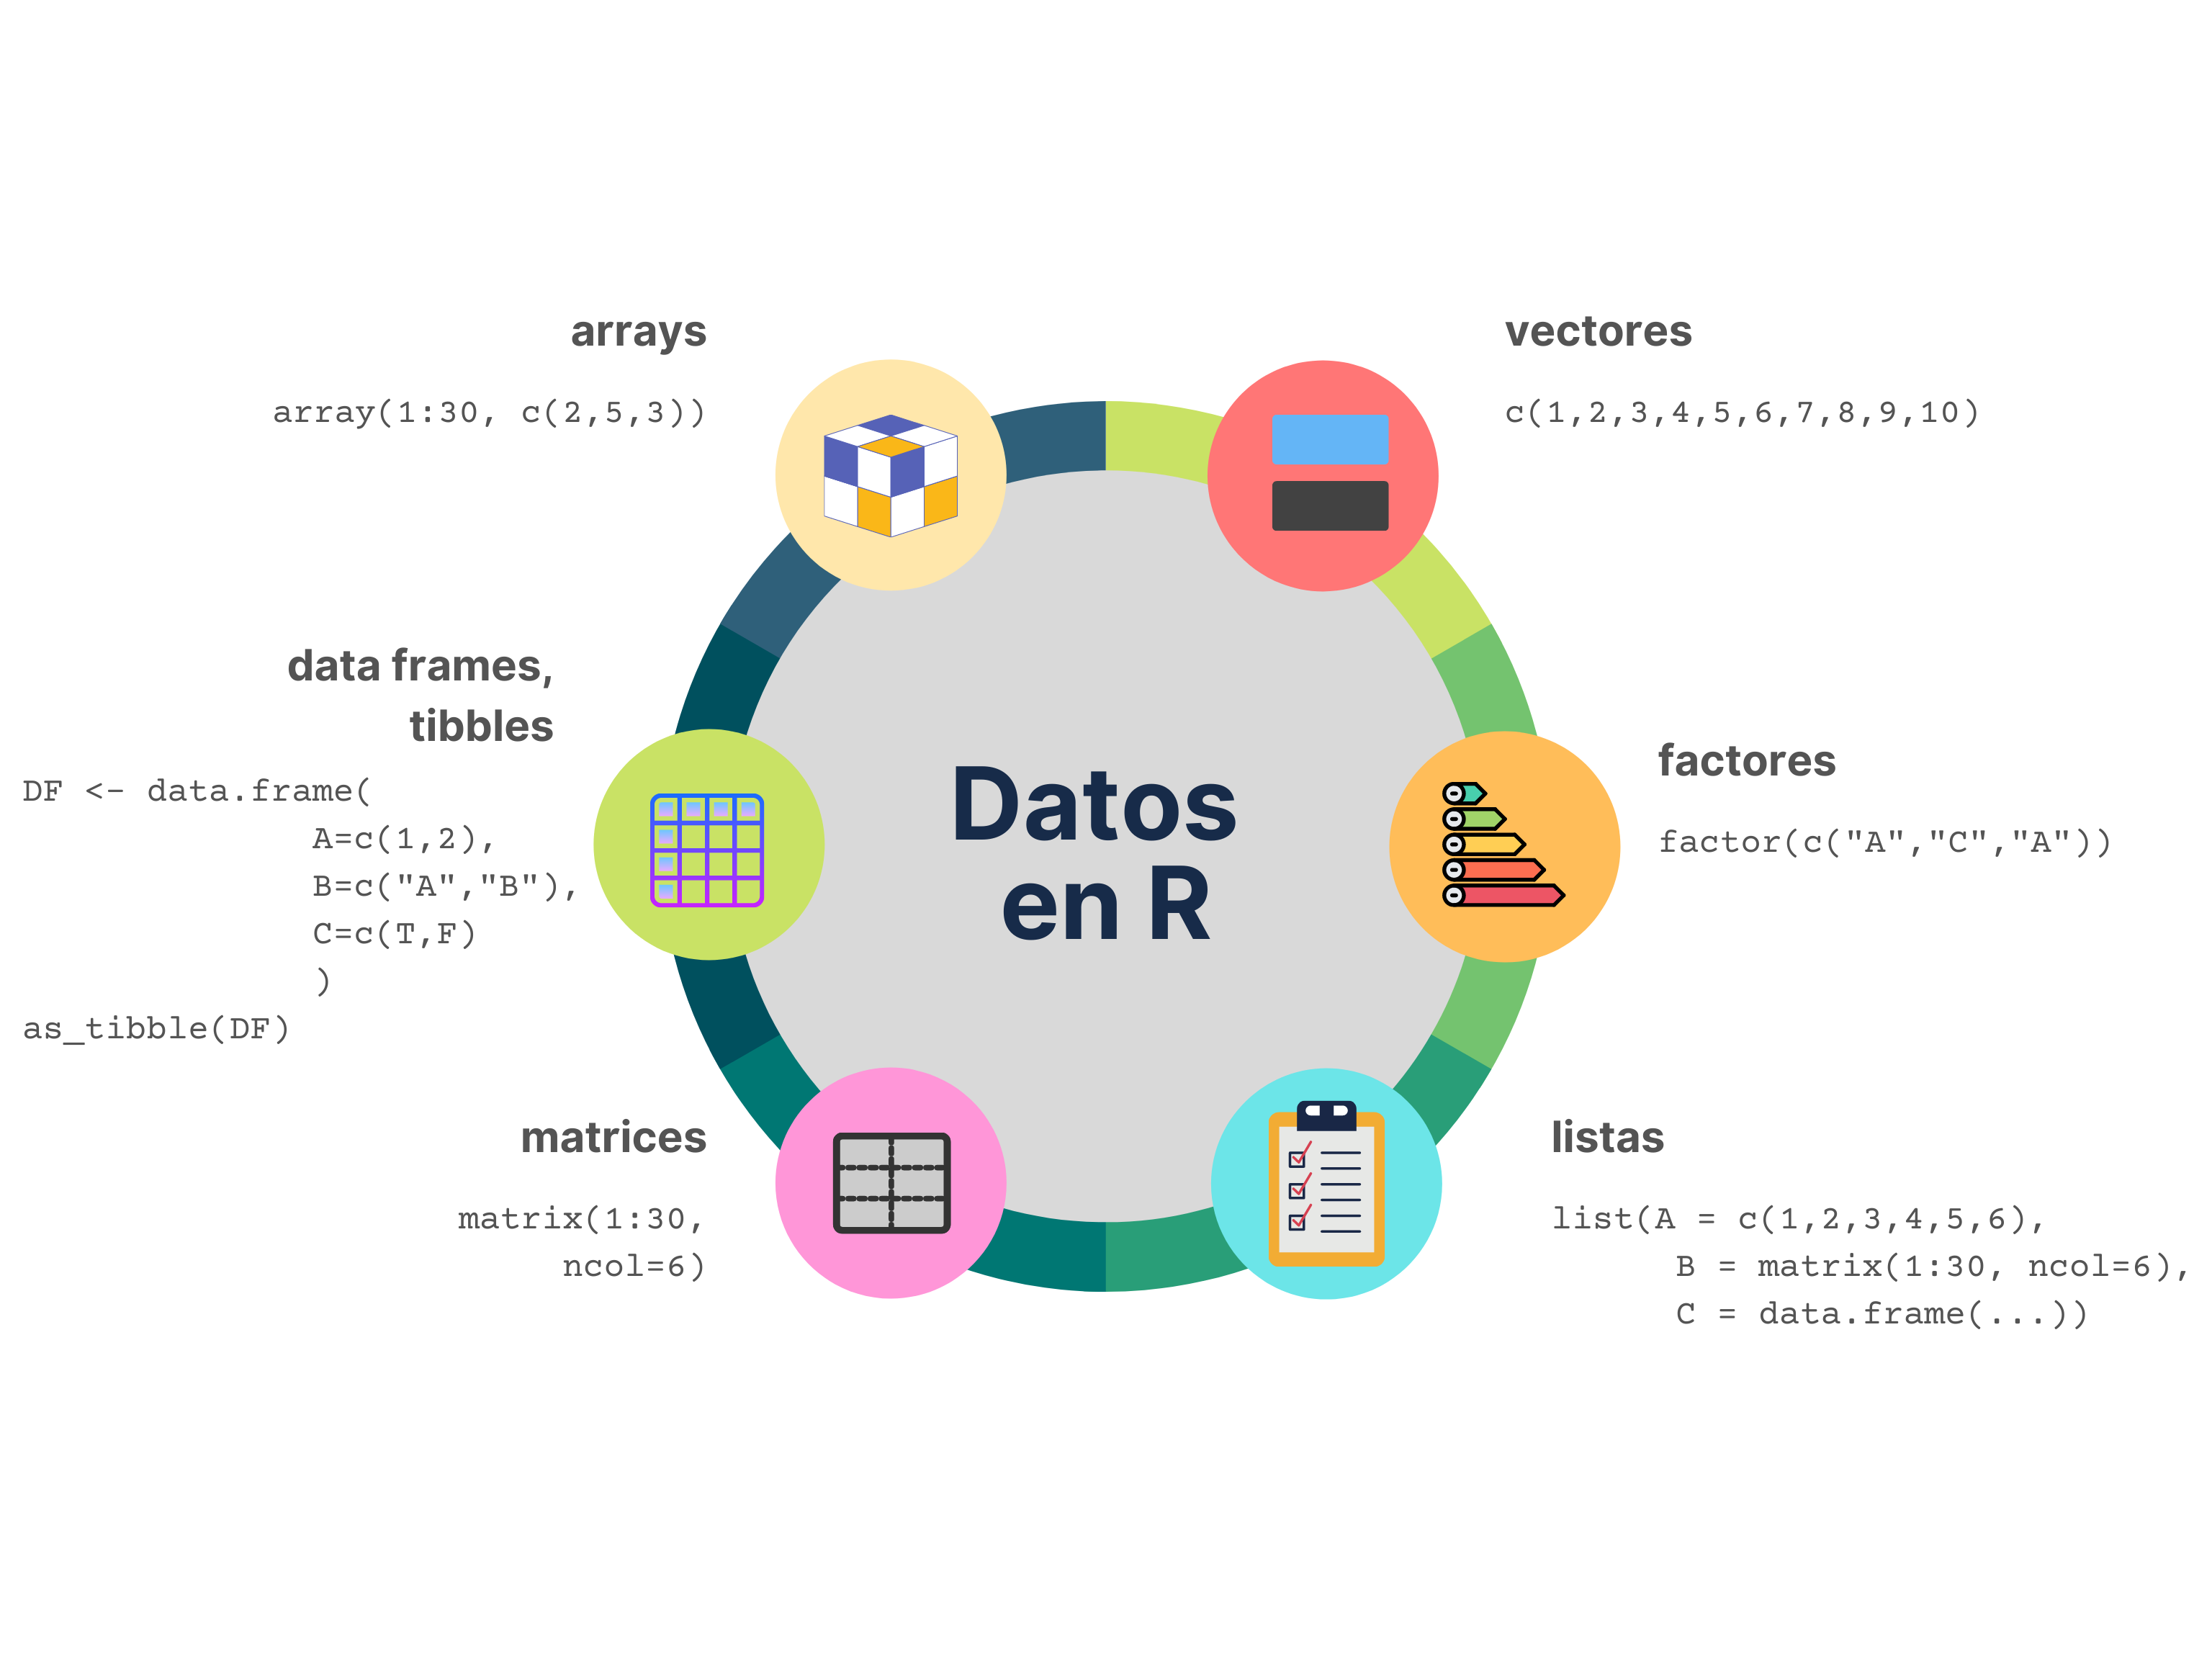 Datos
en R
vectores
c(1,2,3,4,5,6,7,8,9,10)
factores
factor(c("A","C","A"))
listas
list(A = c(1,2,3,4,5,6),
B = matrix(1:30, ncol=6),
C = data.frame(...))
matrices
matrix(1:30,
ncol=6)
data frames,
tibbles
DF <- data.frame(
A=c(1,2),
B=c("A","B"),
C=c(T,F)
)
as_tibble(DF)
arrays
array(1:30, c(2,5,3))